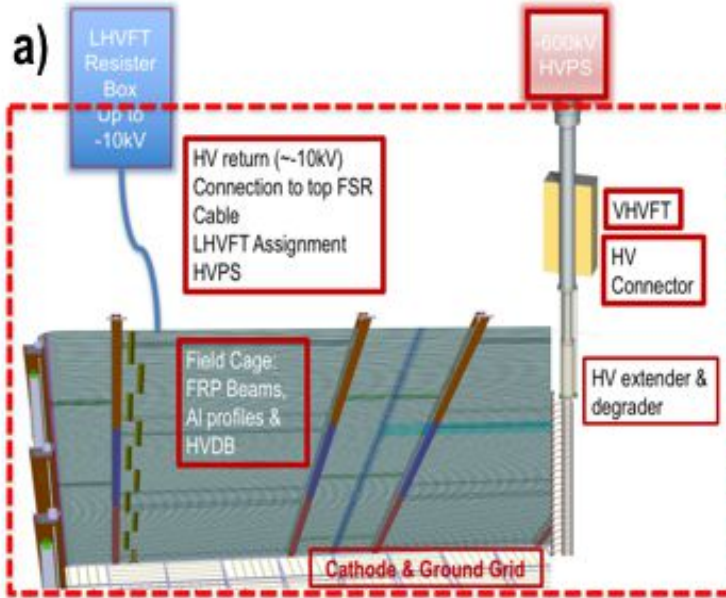 a)
LHVFT
Resister
Box
Up to
-10kV
-600kV
HVPS
HV return (~-10kV)
Connection to top FSR
Cable
LHVFT Assignment
HVPS
VHVFT
HV
Connector
Field Cage:
FRP Beams,
Al profiles &
HVDB
HV extender &
degrader
Cathode & Ground Grid